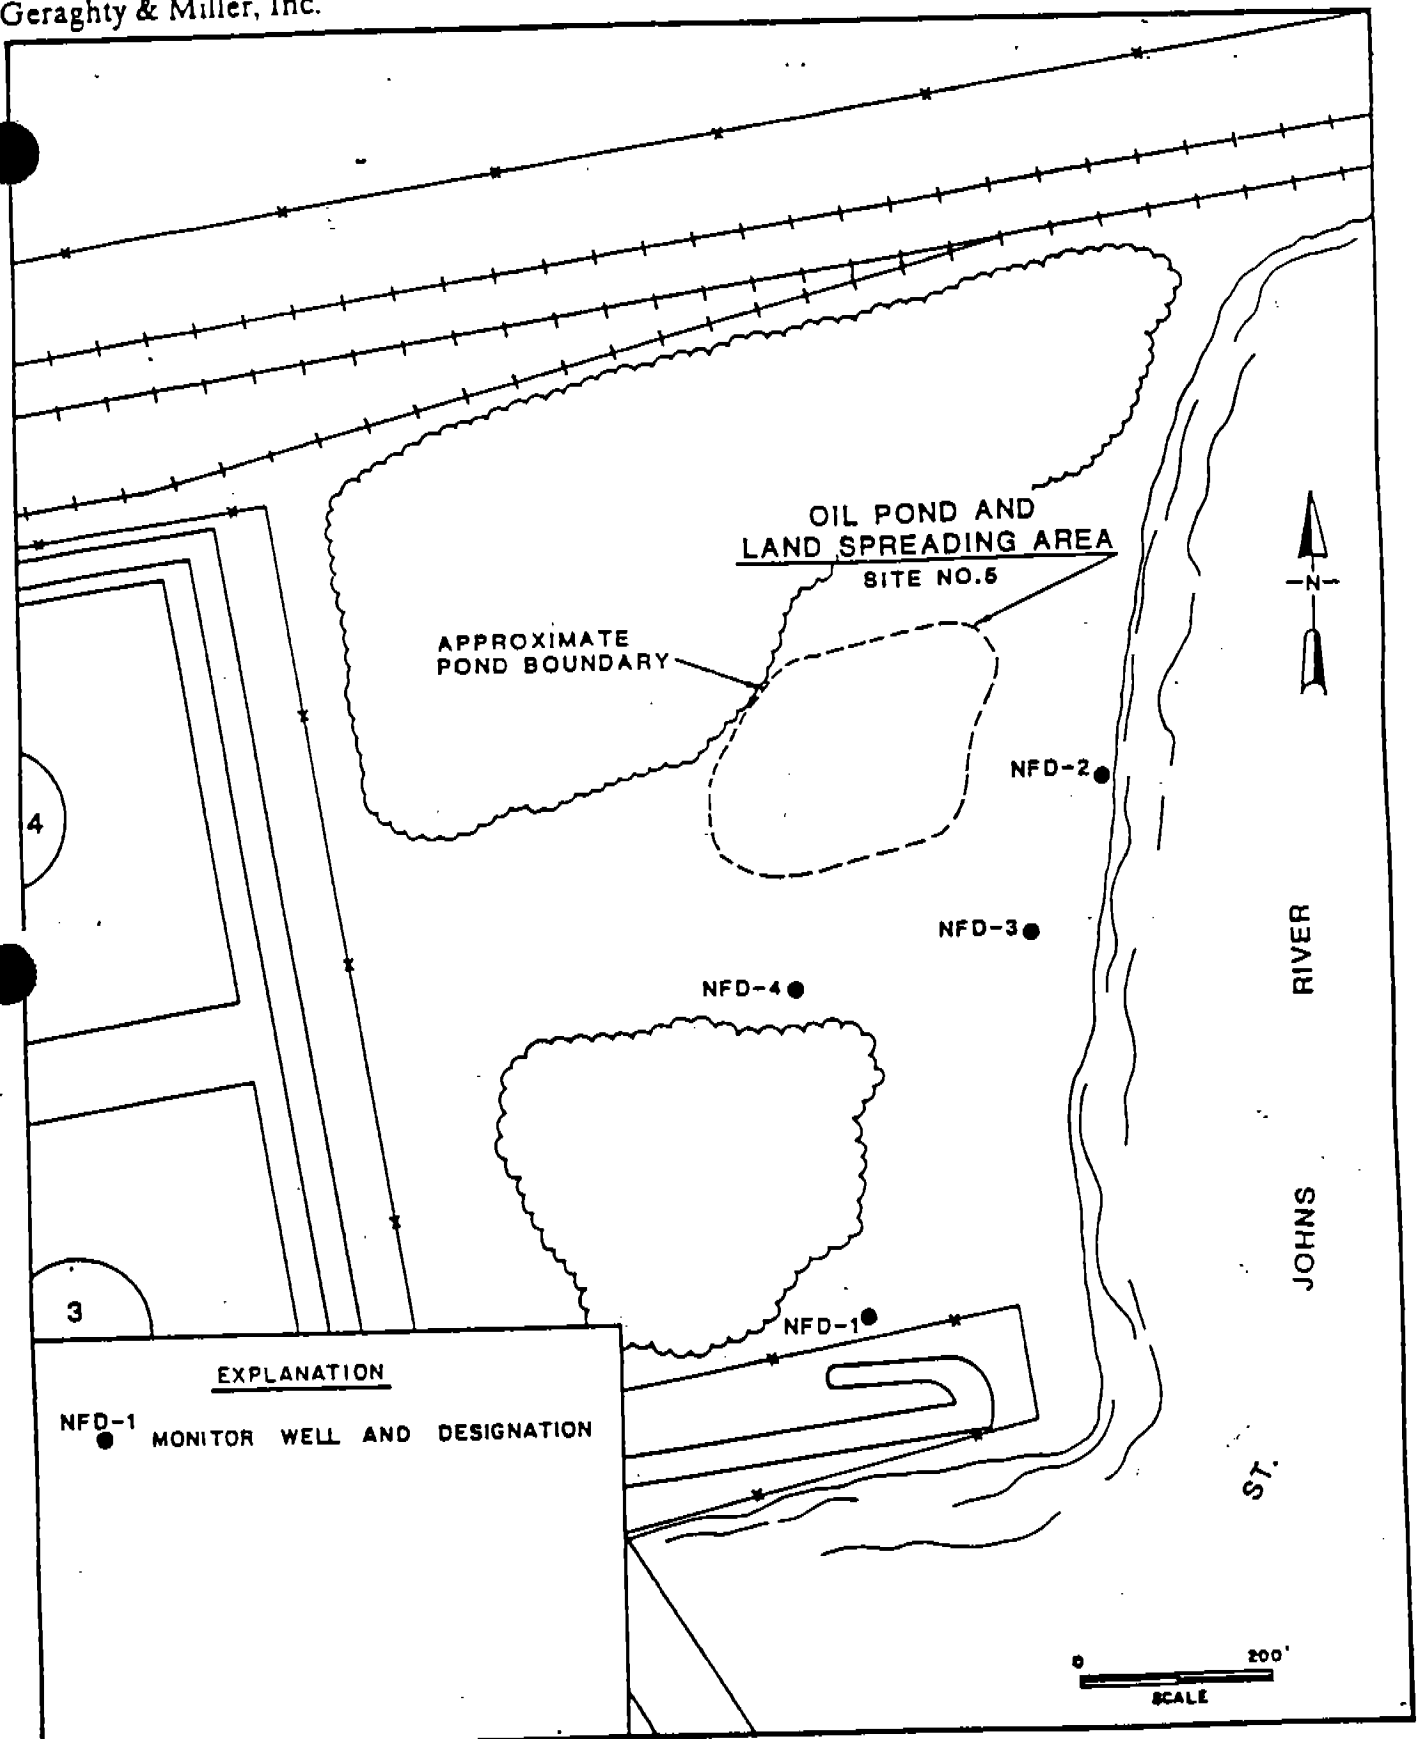 Geraghty & Miller, Inc.
OIL POND AND
LAND SPREADING AREA
SITE NO.5
-N-
APPROXIMATE
POND BOUNDARY
NFD-2
4
NFD-3
RIVER
NFD-4
JOHNS
3
NFD-1
EXPLANATION
NFD-1
MONITOR WELL AND DESIGNATION
ST.
0 200'
SCALE